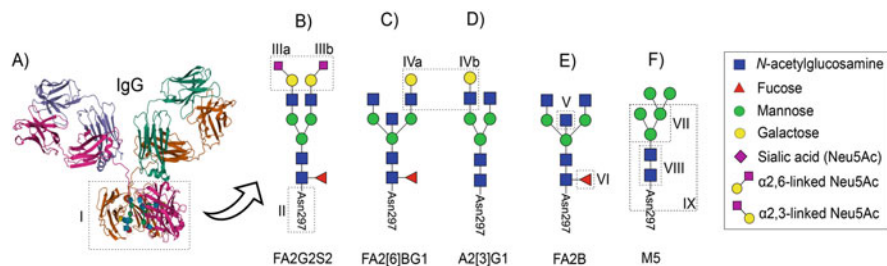 A)
IgG
I
B)
IIIa
IIIb
II
Asn297
FA2G2S2
C)
IVa
Asn297
FA2[6]BG1
D)
IVb
Asn297
A2[3]G1
E)
V
VI
Asn297
FA2B
F)
VII
VIII
IX
Asn297
M5
N-acetylglucosamine
Fucose
Mannose
Galactose
Sialic acid (Neu5Ac)
α2,6-linked Neu5Ac
α2,3-linked Neu5Ac